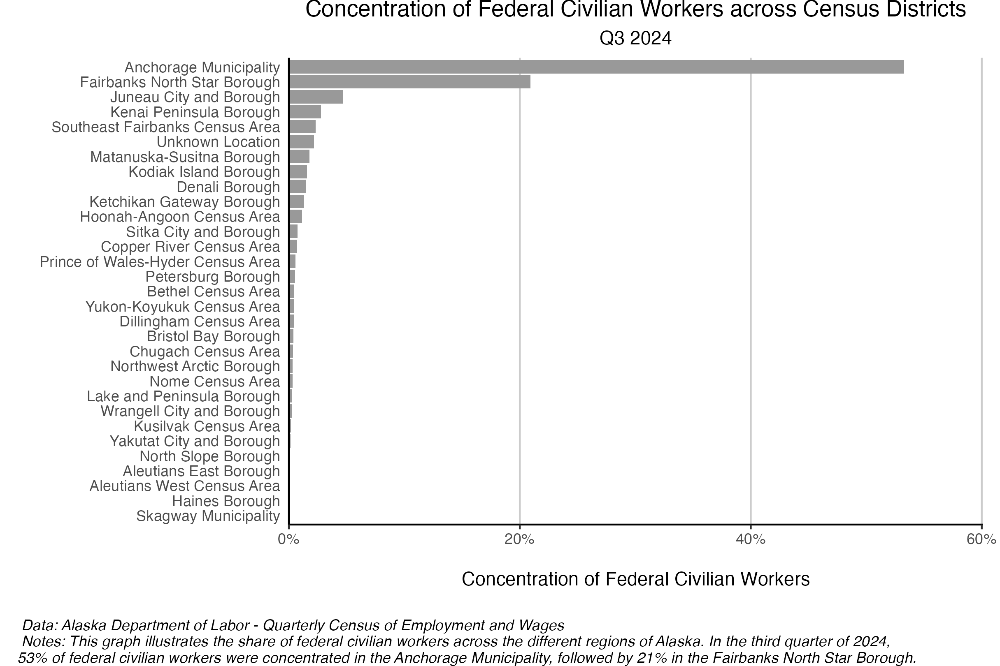 Concentration of Federal Civilian Workers across Census Districts
Q3 2024
Anchorage Municipality
Fairbanks North Star Borough
Juneau City and Borough
Kenai Peninsula Borough
Southeast Fairbanks Census Area
Unknown Location
Matanuska-Susitna Borough
Kodiak Island Borough
Denali Borough
Ketchikan Gateway Borough
Hoonah-Angoon Census Area
Sitka City and Borough
Copper River Census Area
Prince of Wales-Hyder Census Area
Petersburg Borough
Bethel Census Area
Yukon-Koyukuk Census Area
Dillingham Census Area
Bristol Bay Borough
Chugach Census Area
Northwest Arctic Borough
Nome Census Area
Lake and Peninsula Borough
Wrangell City and Borough
Kusilvak Census Area
Yakutat City and Borough
North Slope Borough
Aleutians East Borough
Aleutians West Census Area
Haines Borough
Skagway Municipality
0% 20% 40% 60%
Concentration of Federal Civilian Workers
Data: Alaska Department of Labor - Quarterly Census of Employment and Wages
Notes: This graph illustrates the share of federal civilian workers across the different regions of Alaska. In the third quarter of 2024,
53% of federal civilian workers were concentrated in the Anchorage Municipality, followed by 21% in the Fairbanks North Star Borough.